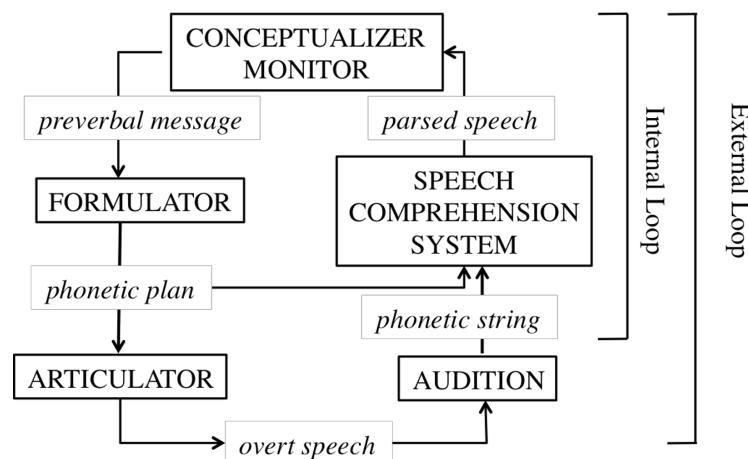 CONCEPTUALIZER
MONITOR
preverbal message
parsed speech
FORMULATOR
SPEECH
COMPREHENSION
SYSTEM
phonetic plan
phonetic string
ARTICULATOR
AUDITION
overt speech
Internal Loop
External Loop